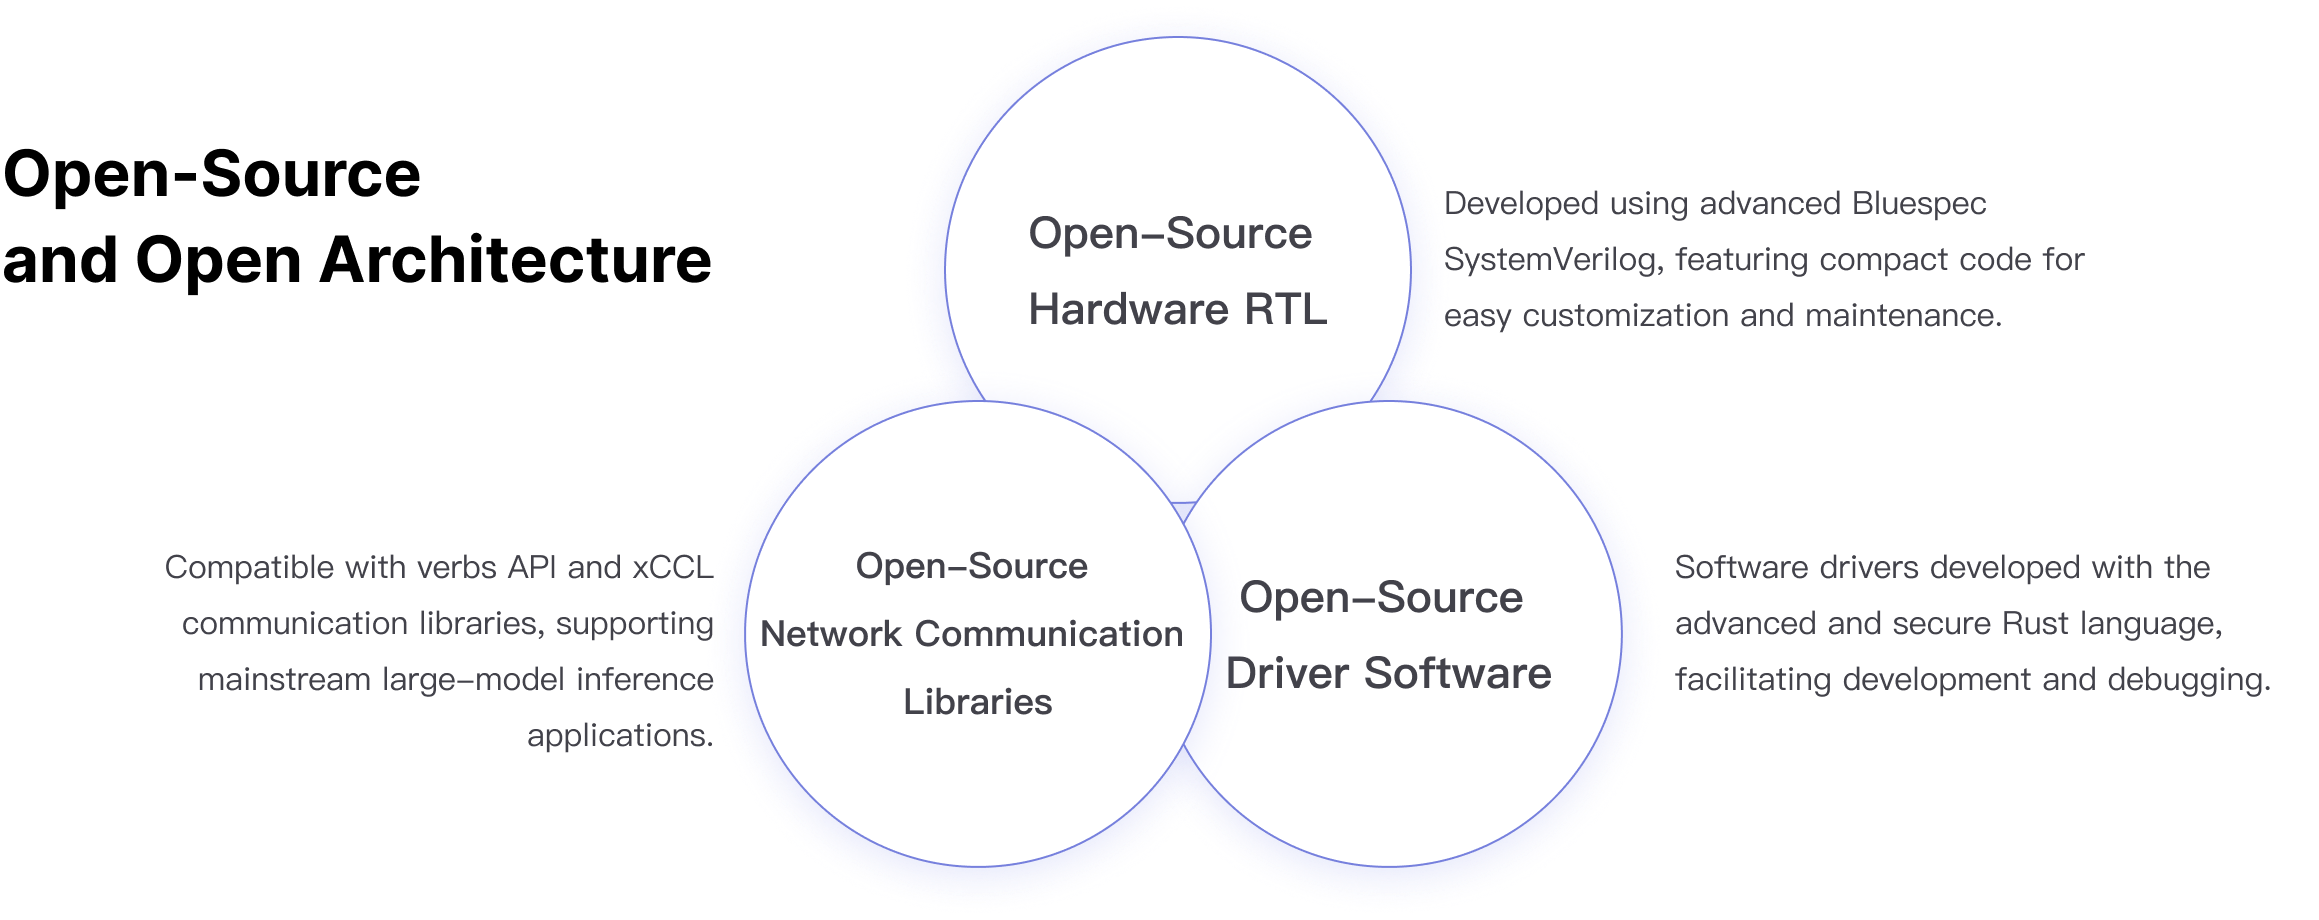 Open-Source
and Open Architecture
Open–Source
Hardware RTL
Developed using advanced Bluespec
SystemVerilog, featuring compact code for
easy customization and maintenance.
Compatible with verbs API and xCCL
communication libraries, supporting
mainstream large–model inference
applications.
Open–Source
Network Communication
Libraries
Open–Source
Driver Software
Software drivers developed with the
advanced and secure Rust language,
facilitating development and debugging.